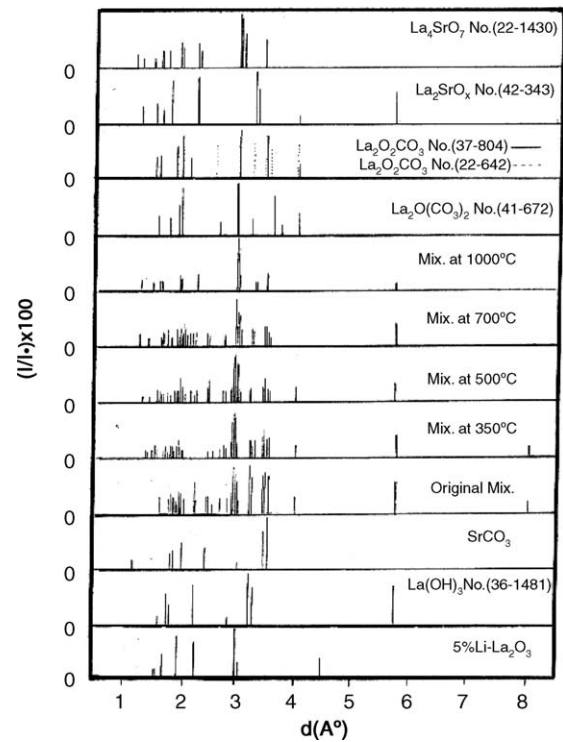 La₄SrO₇ No.(22-1430)
0
La₂SrOₓ No.(42-343)
0
La₂O₂CO₃ No.(37-804)
La₂O₂CO₃ No.(22-642)
0
La₂O(CO₃)₂ No.(41-672)
0
Mix. at 1000ºC
0
Mix. at 700ºC
0
Mix. at 500ºC
0
Mix. at 350ºC
0
Original Mix.
0
SrCO₃
0
La(OH)₃No.(36-1481)
0
5%Li-La₂O₃
0
(I/I•)x100
1 2 3 4 5 6 7 8
d(Aº)